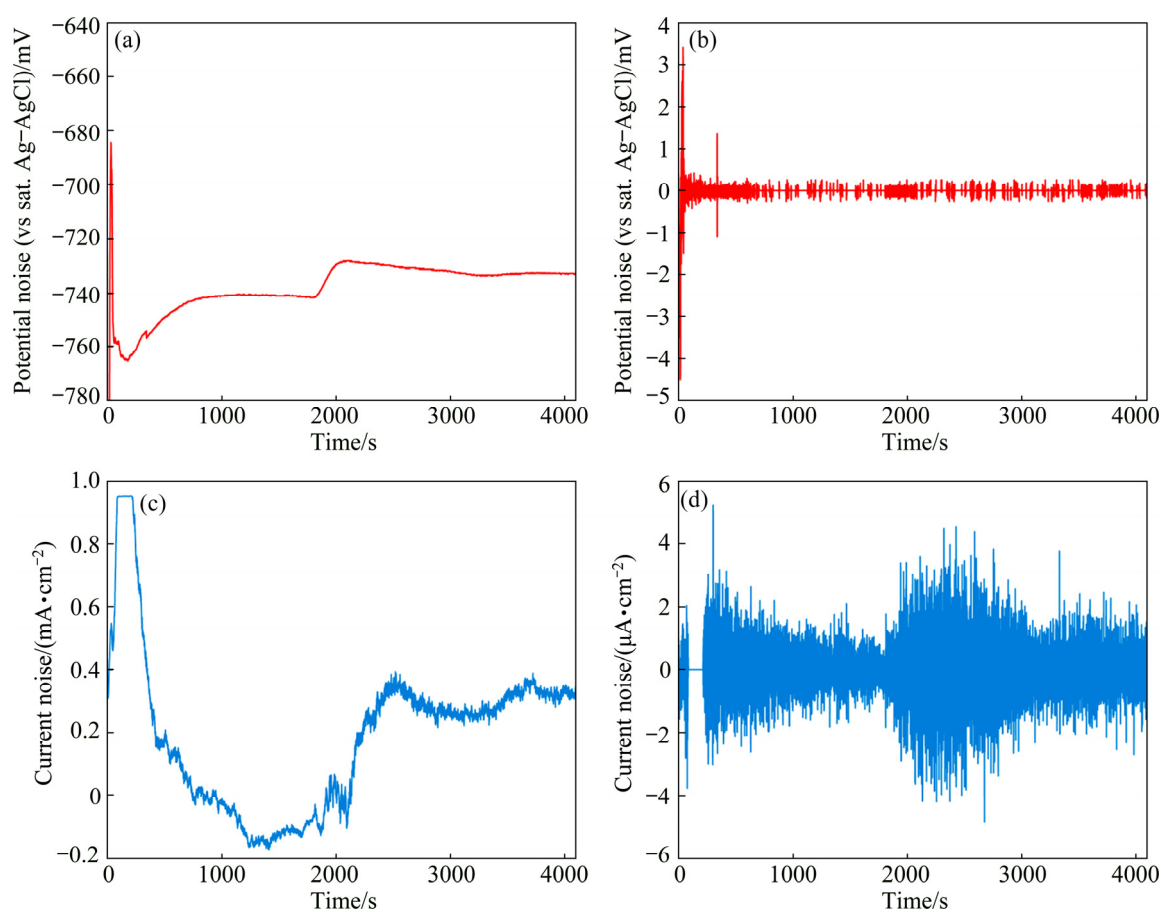 (a)
Potential noise (vs sat. Ag−AgCl)/mV
−640
−660
−680
−700
−720
−740
−760
−780
0 1000 2000 3000 4000
Time/s
(b)
Potential noise (vs sat. Ag−AgCl)/mV
4
3
2
1
0
−1
−2
−3
−4
−5
0 1000 2000 3000 4000
Time/s
(c)
Current noise/(mA•cm⁻²)
1.0
0.8
0.6
0.4
0.2
0
−0.2
0 1000 2000 3000 4000
Time/s
(d)
Current noise/(μA•cm⁻²)
6
4
2
0
−2
−4
−6
0 1000 2000 3000 4000
Time/s